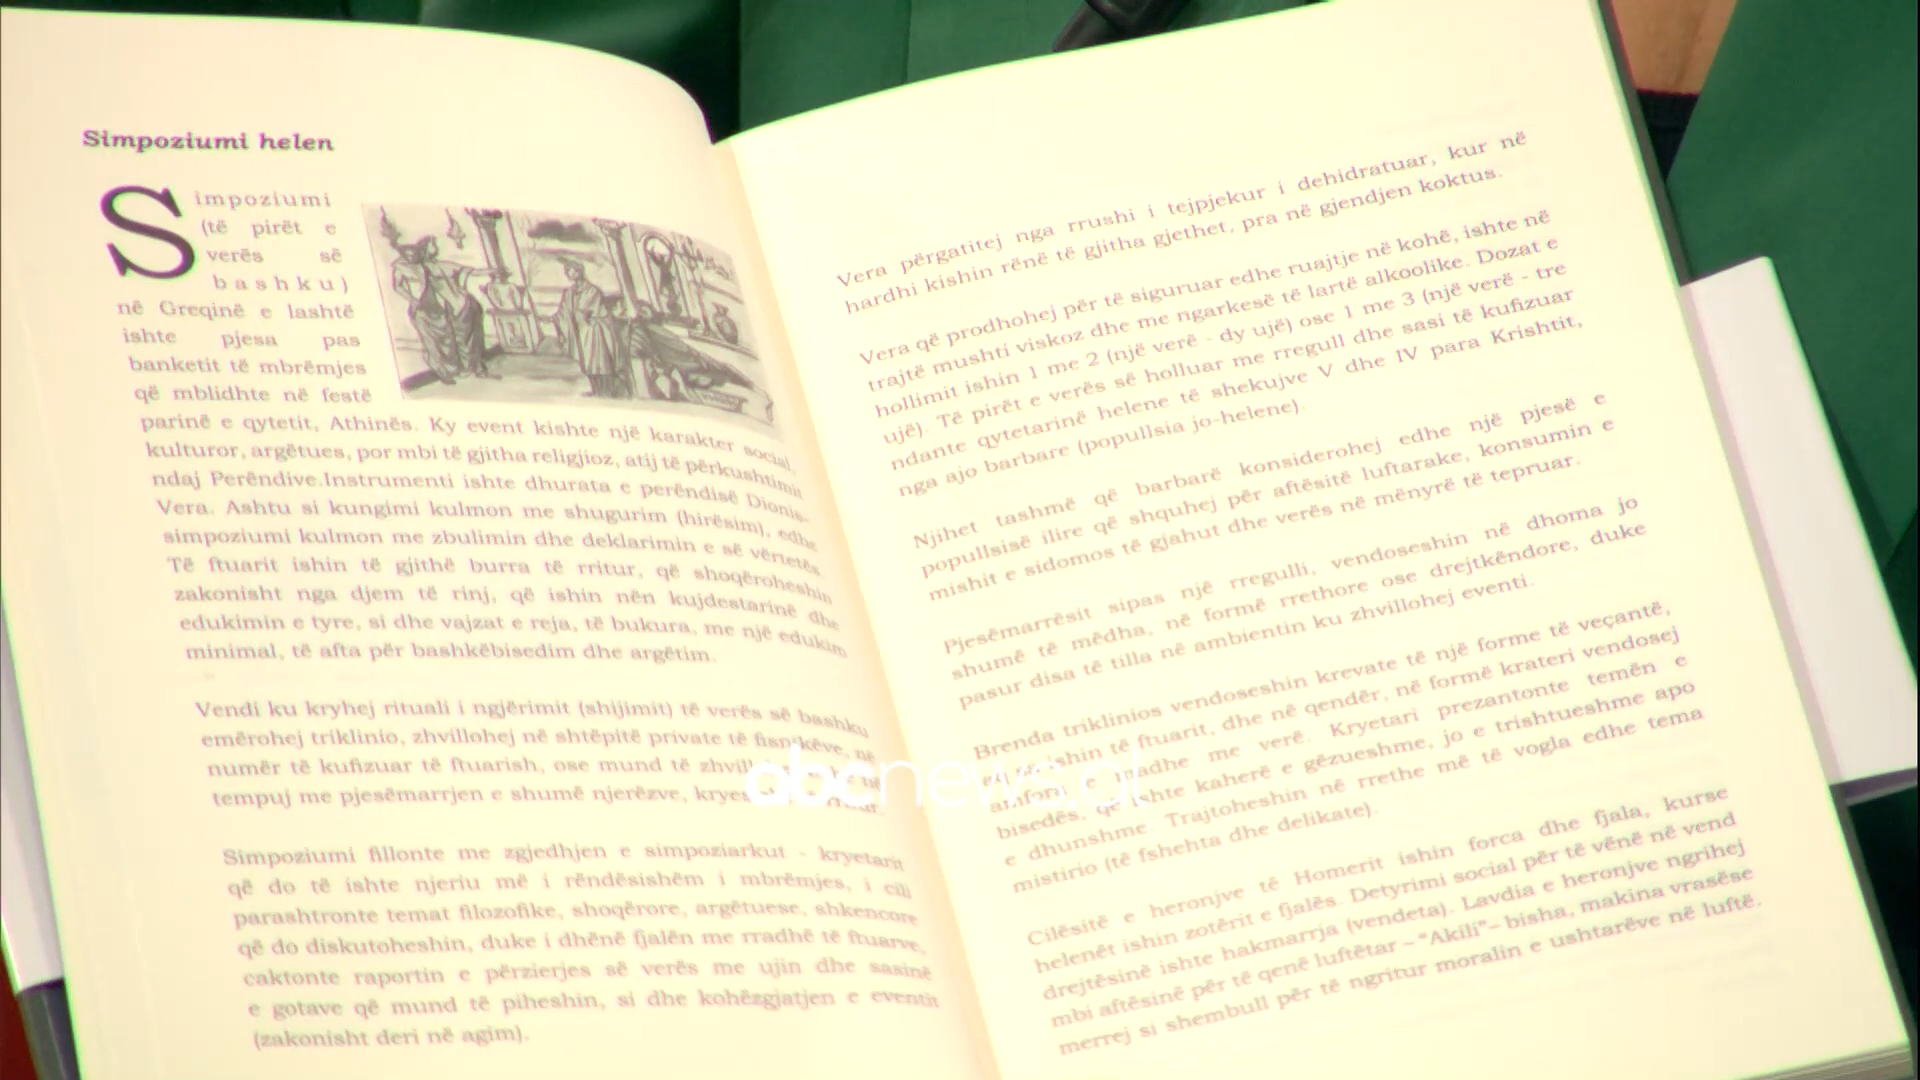 Simpoziumi helen
Simpoziumi
(të pirët e
verës së
bashku)
në Greqinë e lashtë
ishte pjesa pas
banketit të mbrëmjes
që mblidhte në festë
parinë e qytetit, Athinës. Ky event kishte një karakter social,
kulturor, argëtues, por mbi të gjitha religjioz, atij të përkushtimit
ndaj Perëndive.Instrumenti ishte dhurata e perëndisë Dionis-
Vera. Ashtu si kungimi kulmon me shugurim (hirësim), edhe
simpoziumi kulmon me zbulimin dhe deklarimin e së vërtetës.
Të ftuarit ishin të gjithë burra të rritur, që shoqëroheshin
zakonisht nga djem të rinj, që ishin nën kujdestarinë dhe
edukimin e tyre, si dhe vajzat e reja, të bukura, me një edukim
minimal, të afta për bashkëbisedim dhe argëtim.
Vendi ku kryhej rituali i ngjërimit (shijimit) të verës së bashku
emërohej triklinio, zhvillohej në shtëpitë private të fisnikëve, në
numër të kufizuar të ftuarish, ose mund të
tempuj me pjesëmarrjen e shumë njerëzve,
Simpoziumi fillonte me zgjedhjen e simpoziarkut - kryetarit
që do të ishte njeriu më i rëndësishëm i mbrëmjes, i cili
parashtronte temat filozofike, shoqërore, argëtuese, shkencore
që do diskutoheshin, duke i dhënë fjalën me rradhë të ftuarve,
caktonte raportin e përzierjes së verës me ujin dhe sasinë
e gotave që mund të piheshin, si dhe kohëzgjatjen e eventit
(zakonisht deri në agim).
Vera përgatitej nga rrushi i tejpjekur i dehidratuar, kur në
hardhi kishin rënë të gjitha gjethet, pra në gjendjen koktus.
Vera që prodhohej për të siguruar edhe ruajtje në kohë, ishte në
trajtë mushti viskoz dhe me ngarkesë të lartë alkoolike. Dozat e
hollimit ishin 1 me 2 (një verë - dy ujë) ose 1 me 3 (një verë - tre
ujë). Të pirët e verës së holluar me rregull dhe sasi të kufizuar
ndante qytetarinë helene të shekujve V dhe IV para Krishtit,
nga ajo barbare (popullsia jo-helene).
Njihet tashmë që barbarë konsiderohej edhe një pjesë e
popullsisë ilire që shquhej për aftësitë luftarake, konsumin e
mishit e sidomos të gjahut dhe verës në mënyrë të tepruar.
Pjesëmarrësit sipas një rregulli, vendoseshin në dhoma jo
shumë të mëdha, në formë rrethore ose drejtkëndore, duke
pasur disa të tilla në ambientin ku zhvillohej eventi.
Brenda triklinios vendoseshin krevate të një forme të veçantë,
të ftuarit, dhe në qendër, në formë krateri vendosej
madhe me verë. Kryetari prezantonte temën e
bisedës, që ishte kaherë e gëzueshme, jo e trishtueshme apo
e dhunshme. Trajtoheshin në rrethe më të vogla edhe tema
mistirio (të fshehta dhe delikate).
Cilësitë e heronjve të Homerit ishin forca dhe fjala, kurse
helenët ishin zotërit e fjalës. Detyrimi social për të vënë në vend
drejtësinë ishte hakmarrja (vendeta). Lavdia e heronjve ngrihej
mbi aftësinë për të qenë luftëtar – "Akili"– bisha, makina vrasëse
merrej si shembull për të ngritur moralin e ushtarëve në luftë.
abcnews.al